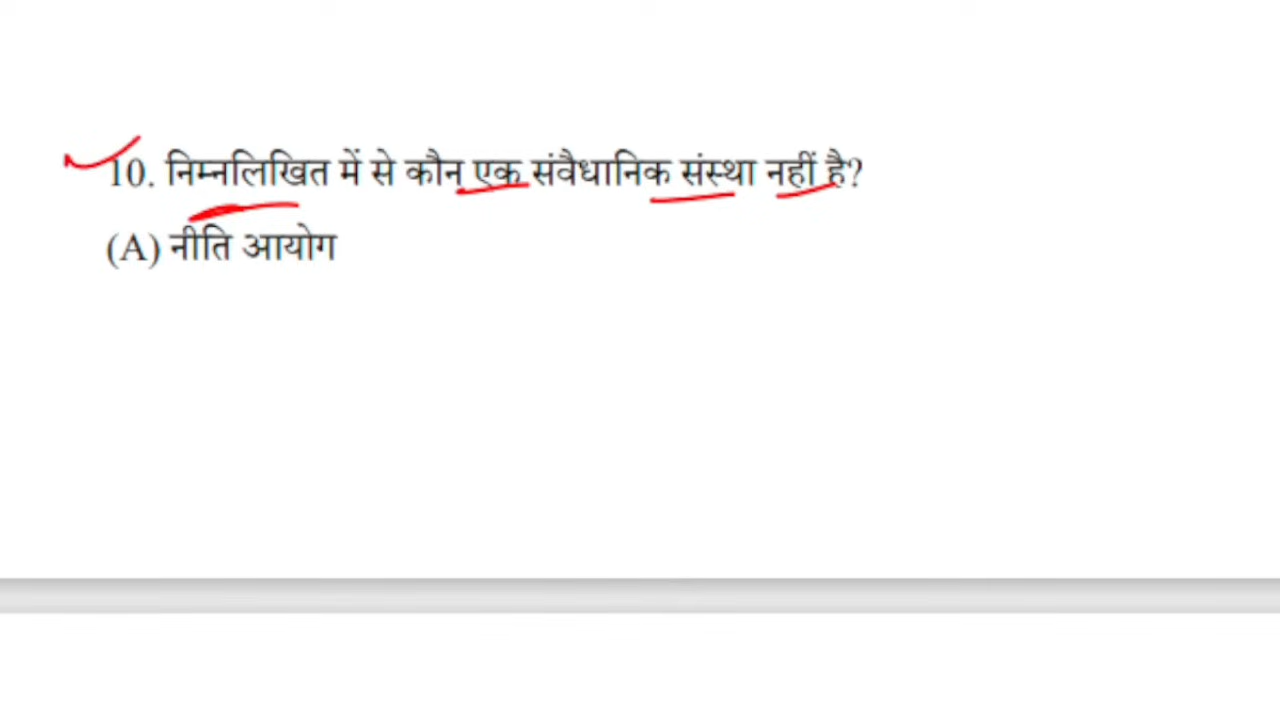 10. निम्नलिखित में से कौन एक संवैधानिक संस्था नहीं है?
(A) नीति आयोग